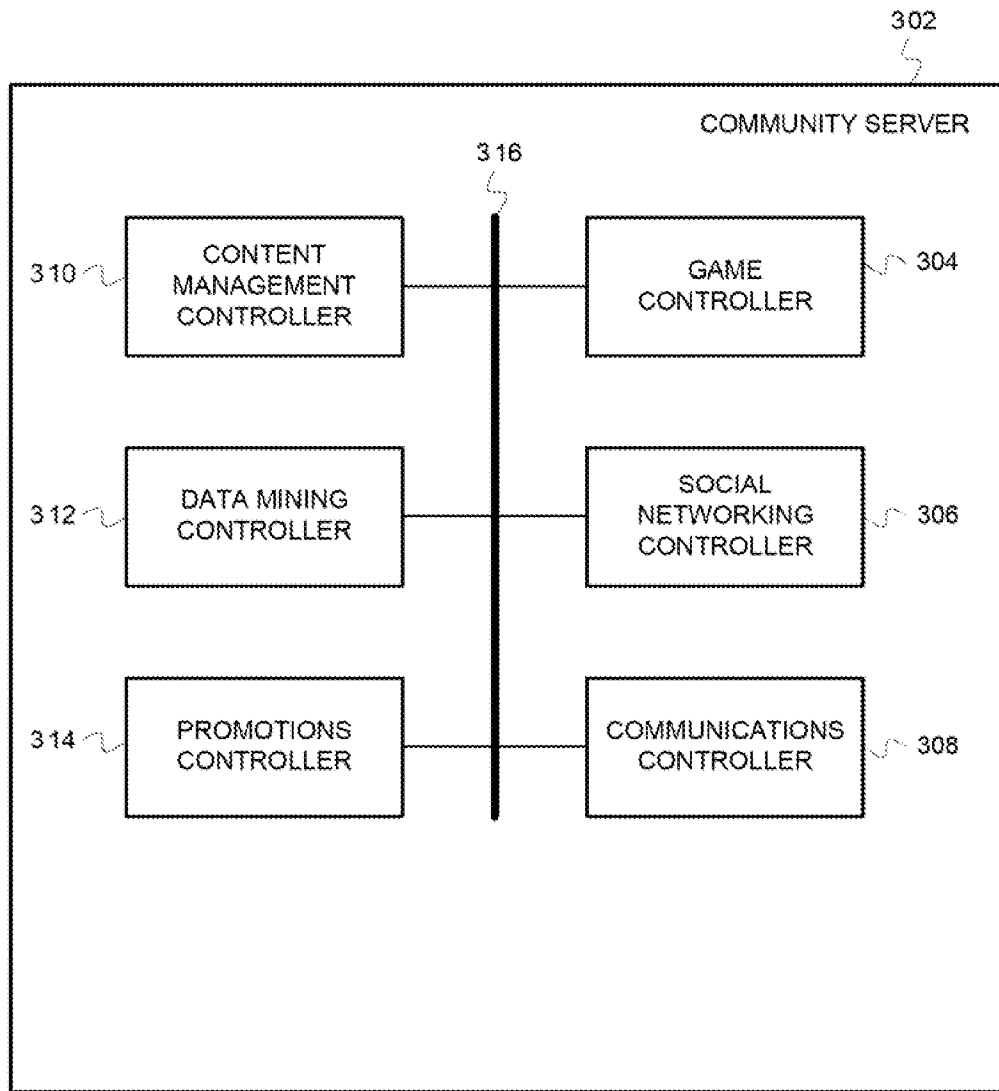 302
COMMUNITY SERVER
316
310
CONTENT
MANAGEMENT
CONTROLLER
GAME
CONTROLLER
304
312
DATA MINING
CONTROLLER
SOCIAL
NETWORKING
CONTROLLER
306
314
PROMOTIONS
CONTROLLER
COMMUNICATIONS
CONTROLLER
308